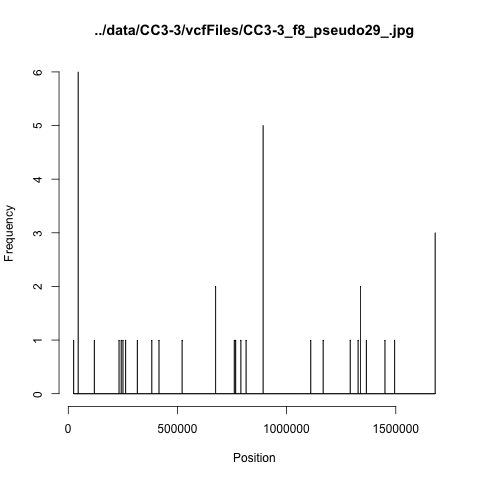 ../data/CC3-3/vcfFiles/CC3-3_f8_pseudo29_.jpg
Frequency
6
5
4
3
2
1
0
0 500000 1000000 1500000
Position